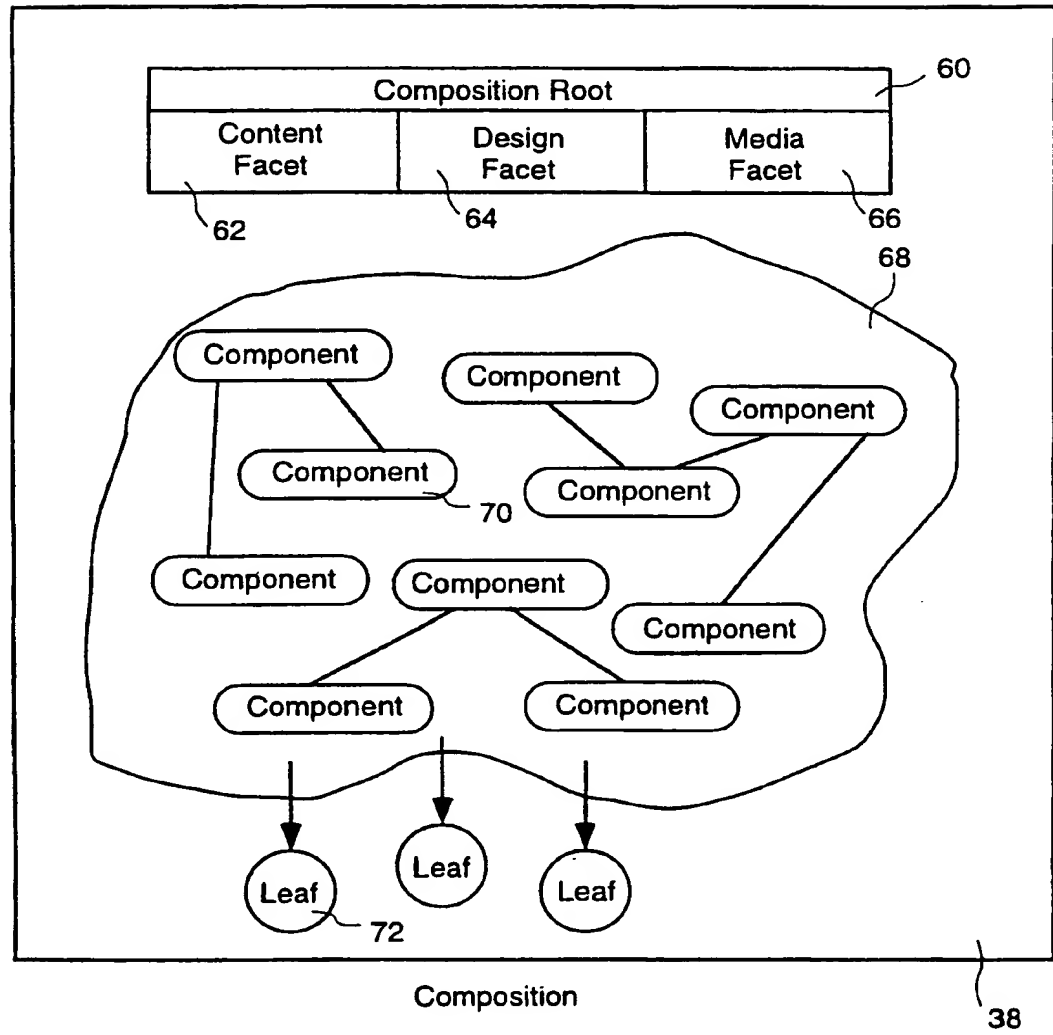 Composition Root
60
Content
Facet
Design
Facet
Media
Facet
62
64
66
68
Component
Component
Component
Component
70
Component
Component
Component
Component
Component
Component
Leaf
Leaf
Leaf
72
Composition
38